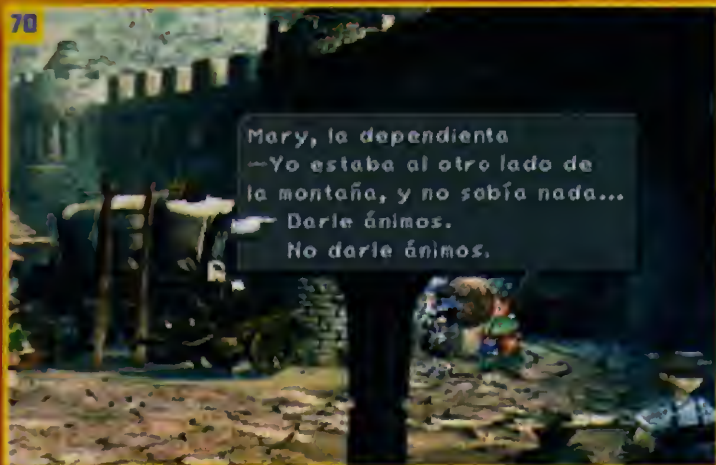 70
Mary, la dependienta
—Yo estaba al otro lado de
la montaña, y no sabía nada...
Darle ánimos.
No darle ánimos.